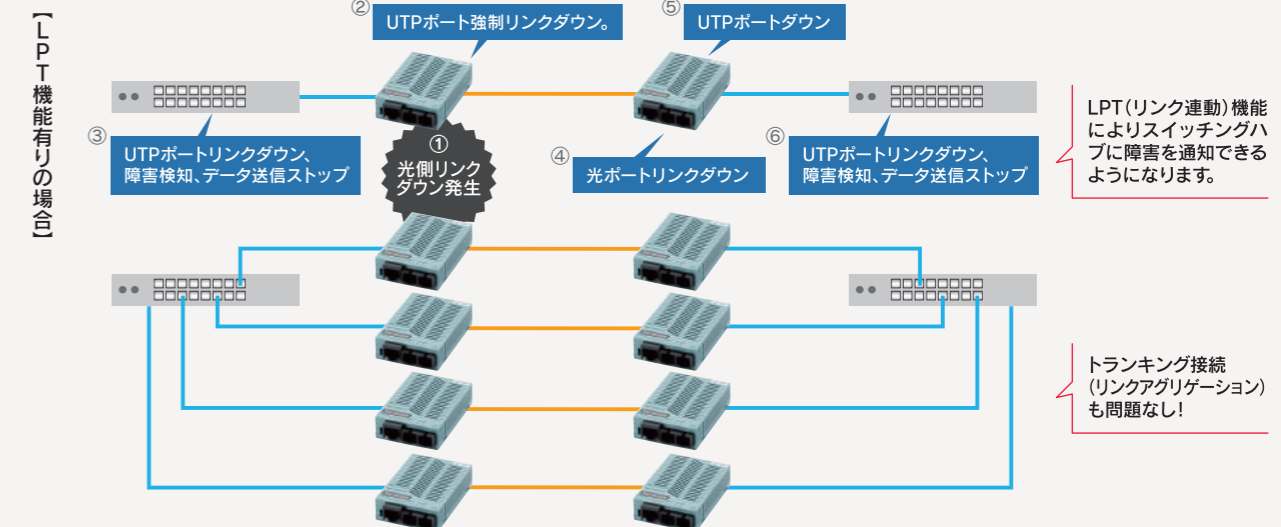 【LPT機能有りの場合】
②
UTPポート強制リンクダウン。
⑤
UTPポートダウン
③
UTPポートリンクダウン、
障害検知、データ送信ストップ
①
光側リンク
ダウン発生
④
光ポートリンクダウン
⑥
UTPポートリンクダウン、
障害検知、データ送信ストップ
LPT（リンク連動）機能
によりスイッチングハ
ブに障害を通知できる
ようになります。
トランキング接続
（リンクアグリゲーション）
も問題なし！